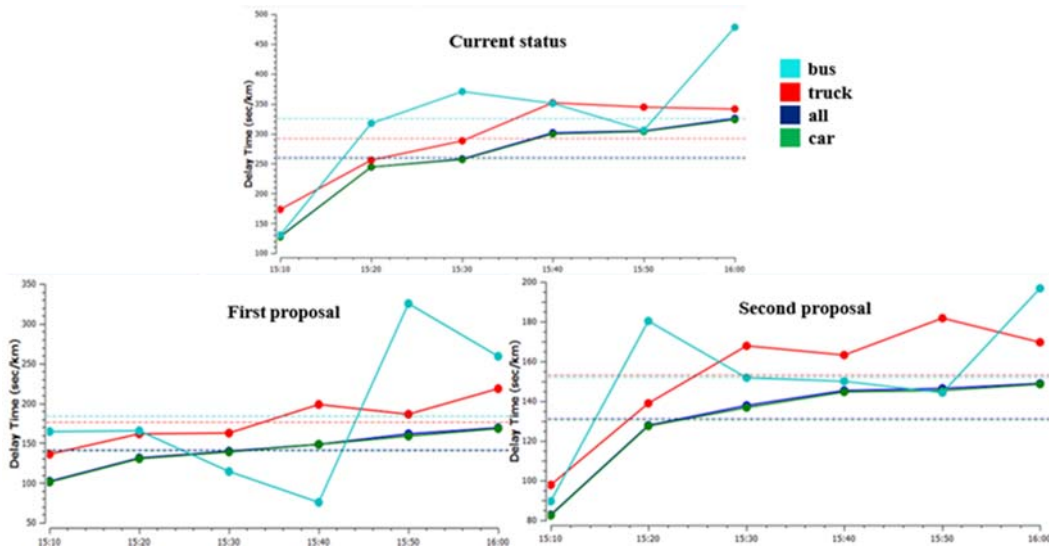 Current status
Delay Time (sec/km)
500
450
400
350
300
250
200
150
100
15:10 15:20 15:30 15:40 15:50 16:00
bus
truck
all
car
First proposal
Delay Time (sec/km)
350
300
250
200
150
100
50
15:10 15:20 15:30 15:40 15:50 16:00
Second proposal
Delay Time (sec/km)
200
180
160
140
120
100
80
15:10 15:20 15:30 15:40 15:50 16:00